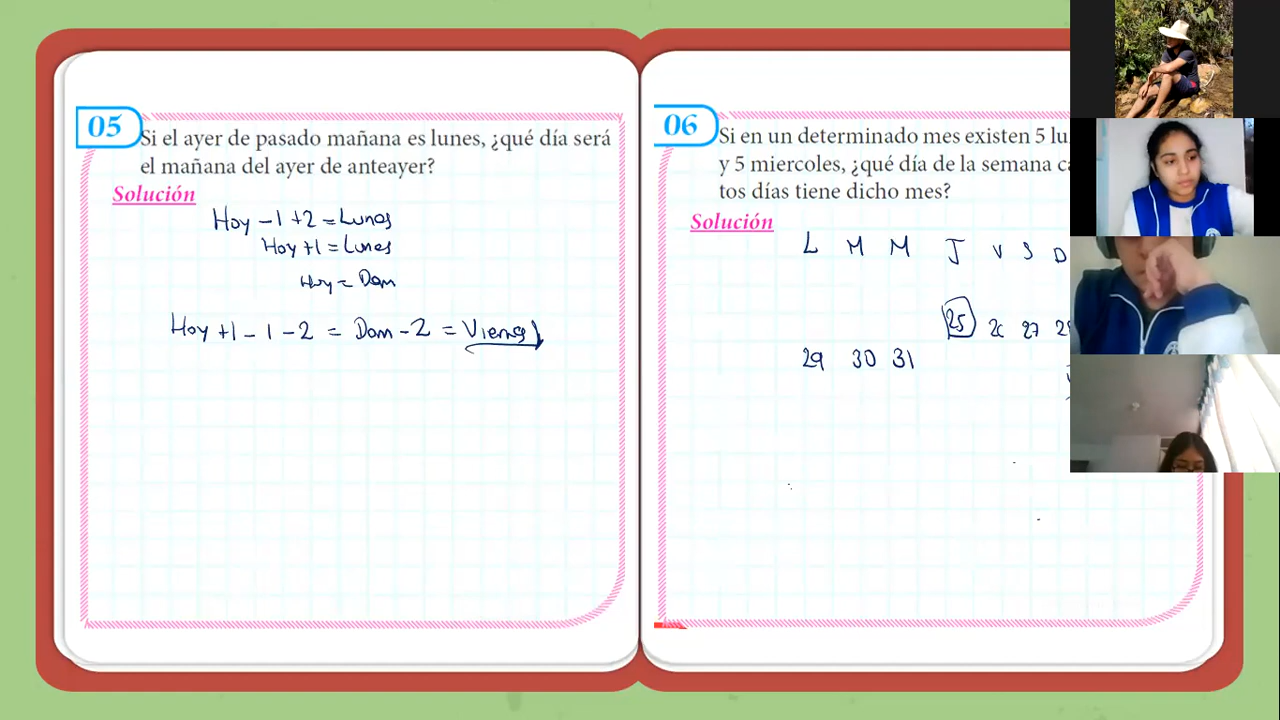 05
Si el ayer de pasado mañana es lunes, ¿qué día será
el mañana del ayer de anteayer?
Solución
Hoy -1 +2 = Lunes
Hoy +1 = Lunes
Hoy = Dom
Hoy +1 - 1 - 2 = Dom - 2 = Viernes
06
Si en un determinado mes existen 5 lu
y 5 miercoles, ¿qué día de la semana ca
tos días tiene dicho mes?
Solución
L M M J V S D
25 26 27 28
29 30 31